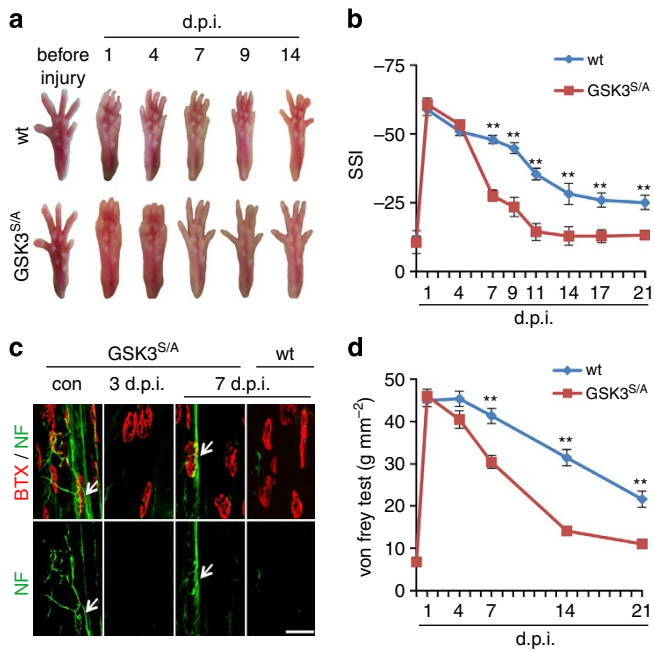 a
d.p.i.
before injury
1 4 7 9 14
wt
GSK3S/A
b
wt
GSK3S/A
–75
–50
–25
0
SSI
** ** ** ** ** **
1 4 7 9 11 14 17 21
d.p.i.
c
GSK3S/A wt
con 3 d.p.i. 7 d.p.i.
BTX / NF
NF
d
wt
GSK3S/A
50
40
30
20
10
0
von frey test (g mm–2)
** ** **
1 4 7 14 21
d.p.i.